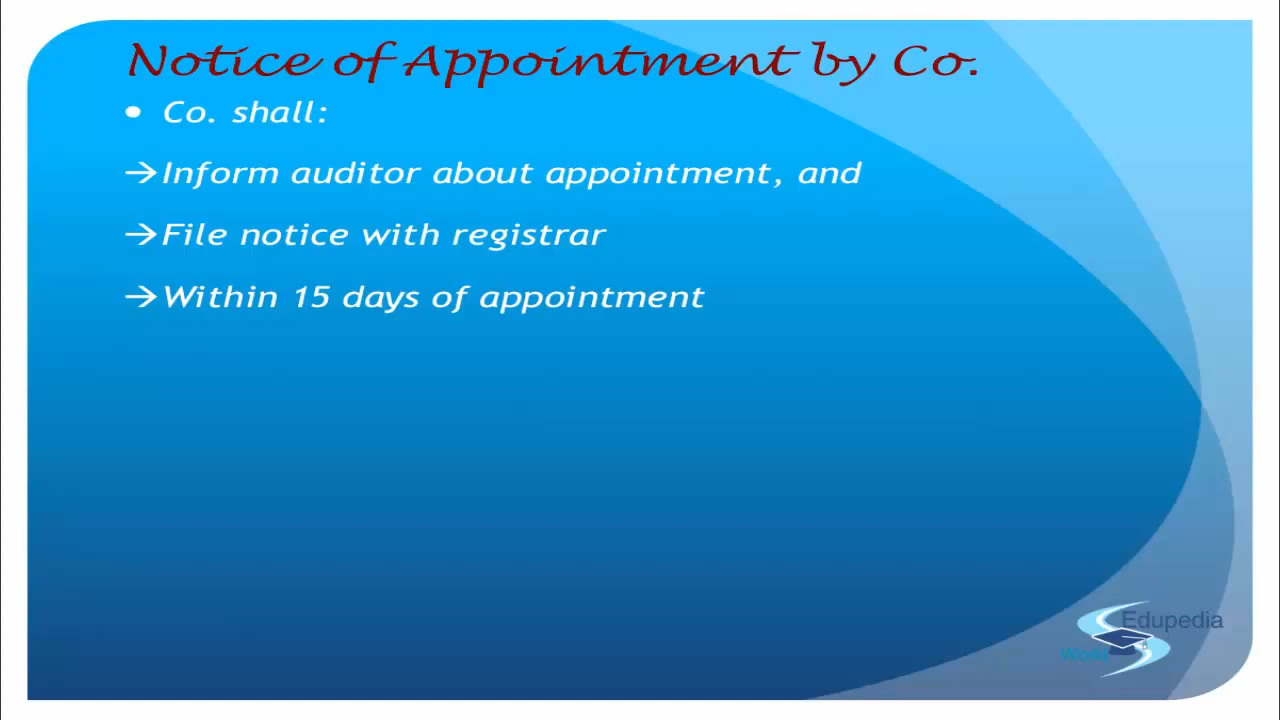 Notice of Appointment by Co.
• Co. shall:
→Inform auditor about appointment, and
→File notice with registrar
→Within 15 days of appointment
Edupedia
World